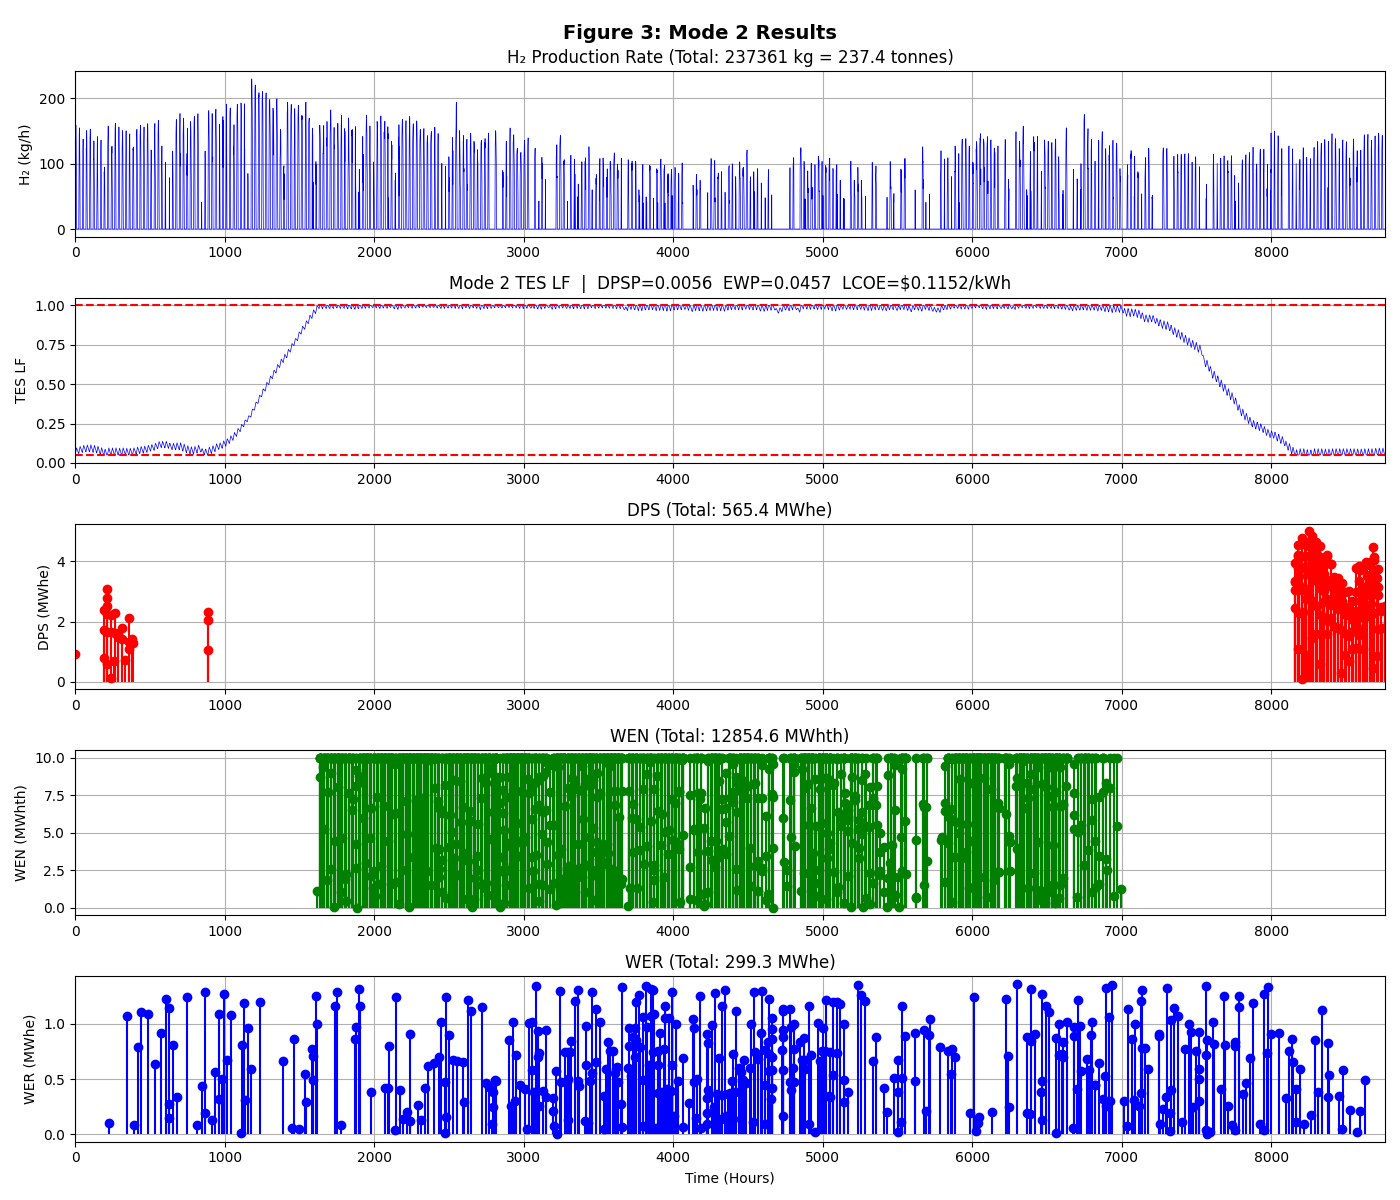 Figure 3: Mode 2 Results
H₂ Production Rate (Total: 237361 kg = 237.4 tonnes)
H₂ (kg/h)
200
100
0
0 1000 2000 3000 4000 5000 6000 7000 8000
Mode 2 TES LF | DPSP=0.0056 EWP=0.0457 LCOE=$0.1152/kWh
TES LF
1.00
0.75
0.50
0.25
0.00
0 1000 2000 3000 4000 5000 6000 7000 8000
DPS (Total: 565.4 MWhe)
DPS (MWhe)
4
2
0
0 1000 2000 3000 4000 5000 6000 7000 8000
WEN (Total: 12854.6 MWhth)
WEN (MWhth)
10.0
7.5
5.0
2.5
0.0
0 1000 2000 3000 4000 5000 6000 7000 8000
WER (Total: 299.3 MWhe)
WER (MWhe)
1.0
0.5
0.0
0 1000 2000 3000 4000 5000 6000 7000 8000
Time (Hours)